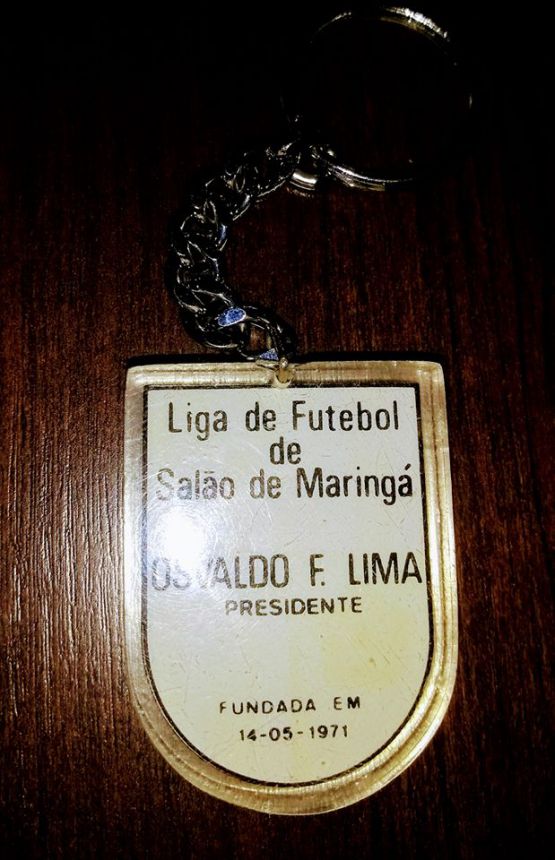 Liga de Futebol
de
Salão de Maringá
OSVALDO F. LIMA
PRESIDENTE
FUNDADA EM
14-05-1971